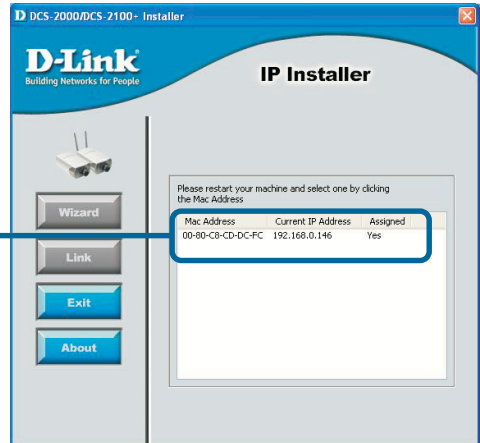 DCS-2000/DCS-2100+ Installer
D-Link
Building Networks for People
IP Installer
Please restart your machine and select one by clicking
the Mac Address
Mac Address Current IP Address Assigned
00-80-C8-CD-DC-FC 192.168.0.146 Yes
Wizard
Link
Exit
About